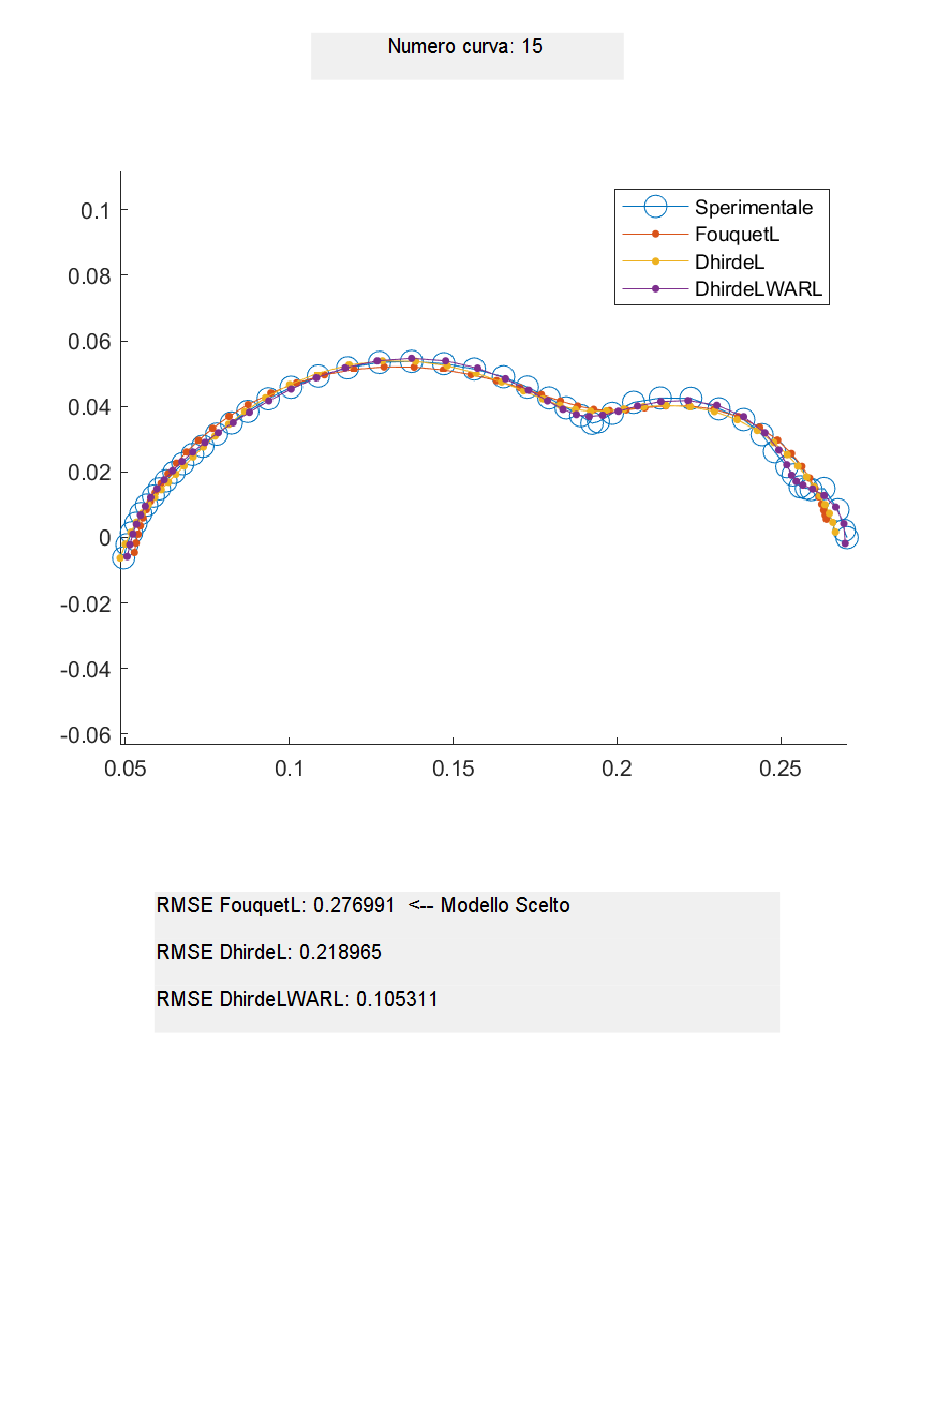 Numero curva: 15
0.1
0.08
0.06
0.04
0.02
0
-0.02
-0.04
-0.06
0.05
0.1
0.15
0.2
0.25
Sperimentale
FouquetL
DhirdeL
DhirdeLWARL
RMSE FouquetL: 0.276991  <-- Modello Scelto
RMSE DhirdeL: 0.218965
RMSE DhirdeLWARL: 0.105311